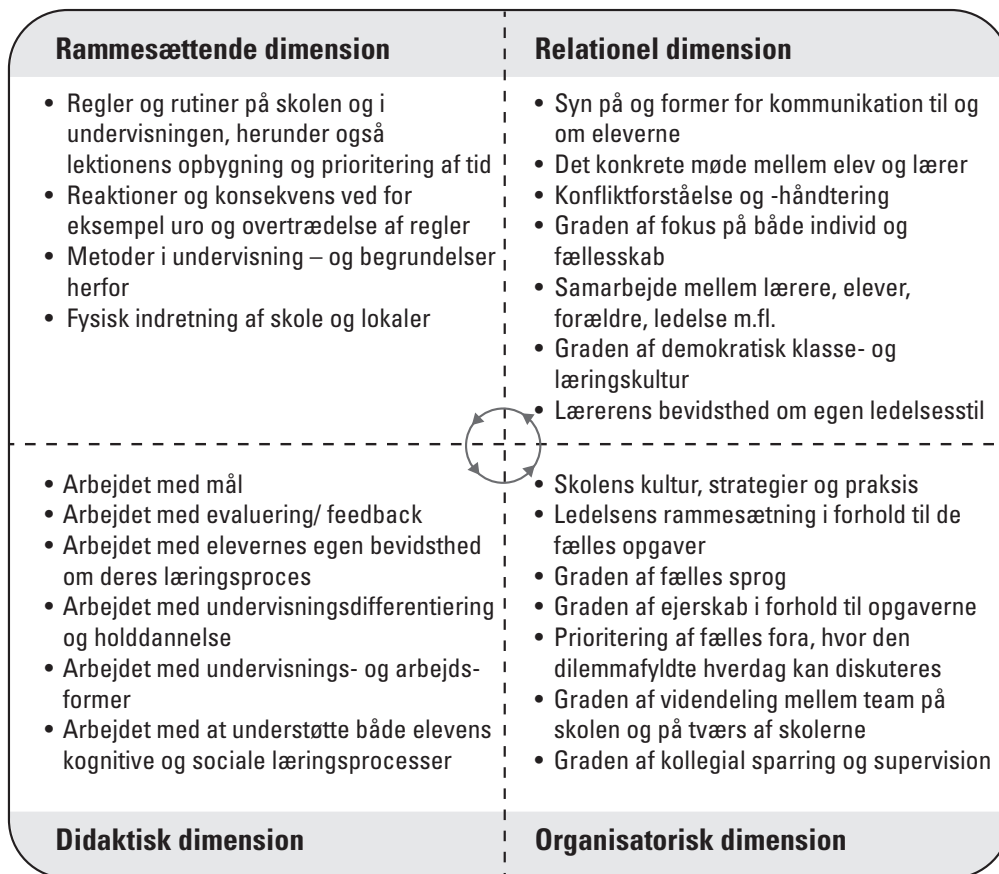 Rammesættende dimension
• Regler og rutiner på skolen og i
undervisningen, herunder også
lektionens opbygning og prioritering af tid
• Reaktioner og konsekvens ved for
eksempel uro og overtrædelse af regler
• Metoder i undervisning – og begrundelser
herfor
• Fysisk indretning af skole og lokaler
Relationel dimension
• Syn på og former for kommunikation til og
om eleverne
• Det konkrete møde mellem elev og lærer
• Konfliktforståelse og -håndtering
• Graden af fokus på både individ og
fællesskab
• Samarbejde mellem lærere, elever,
forældre, ledelse m.fl.
• Graden af demokratisk klasse- og
læringskultur
• Lærerens bevidsthed om egen ledelsesstil
• Arbejdet med mål
• Arbejdet med evaluering/ feedback
• Arbejdet med elevernes egen bevidsthed
om deres læringsproces
• Arbejdet med undervisningsdifferentiering
og holddannelse
• Arbejdet med undervisnings- og arbejds-
former
• Arbejdet med at understøtte både elevens
kognitive og sociale læringsprocesser
Didaktisk dimension
• Skolens kultur, strategier og praksis
• Ledelsens rammesætning i forhold til de
fælles opgaver
• Graden af fælles sprog
• Graden af ejerskab i forhold til opgaverne
• Prioritering af fælles fora, hvor den
dilemmafyldte hverdag kan diskuteres
• Graden af videndeling mellem team på
skolen og på tværs af skolerne
• Graden af kollegial sparring og supervision
Organisatorisk dimension